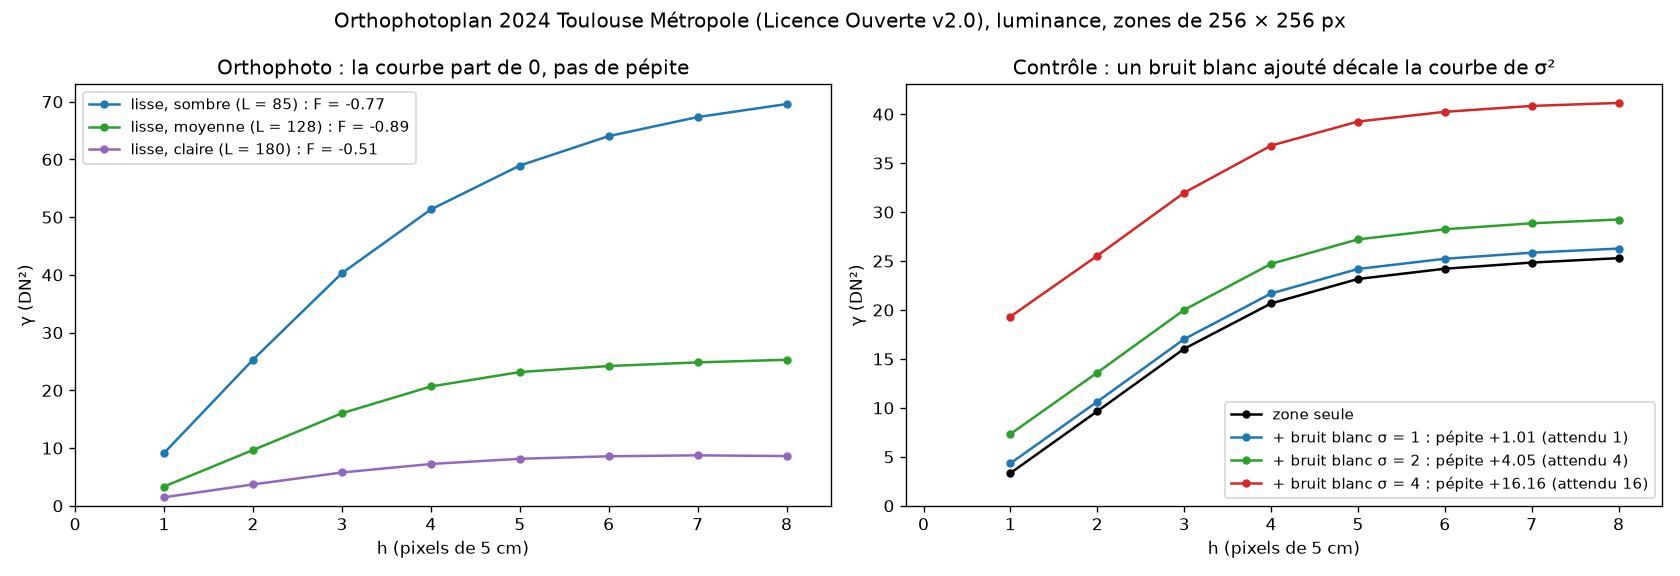 Orthophotoplan 2024 Toulouse Métropole (Licence Ouverte v2.0), luminance, zones de 256 × 256 px
Orthophoto : la courbe part de 0, pas de pépite
γ (DN²)
70
60
50
40
30
20
10
0
lisse, sombre (L = 85) : F = -0.77
lisse, moyenne (L = 128) : F = -0.89
lisse, claire (L = 180) : F = -0.51
0 1 2 3 4 5 6 7 8
h (pixels de 5 cm)
Contrôle : un bruit blanc ajouté décale la courbe de σ²
γ (DN²)
40
35
30
25
20
15
10
5
0
zone seule
+ bruit blanc σ = 1 : pépite +1.01 (attendu 1)
+ bruit blanc σ = 2 : pépite +4.05 (attendu 4)
+ bruit blanc σ = 4 : pépite +16.16 (attendu 16)
0 1 2 3 4 5 6 7 8
h (pixels de 5 cm)